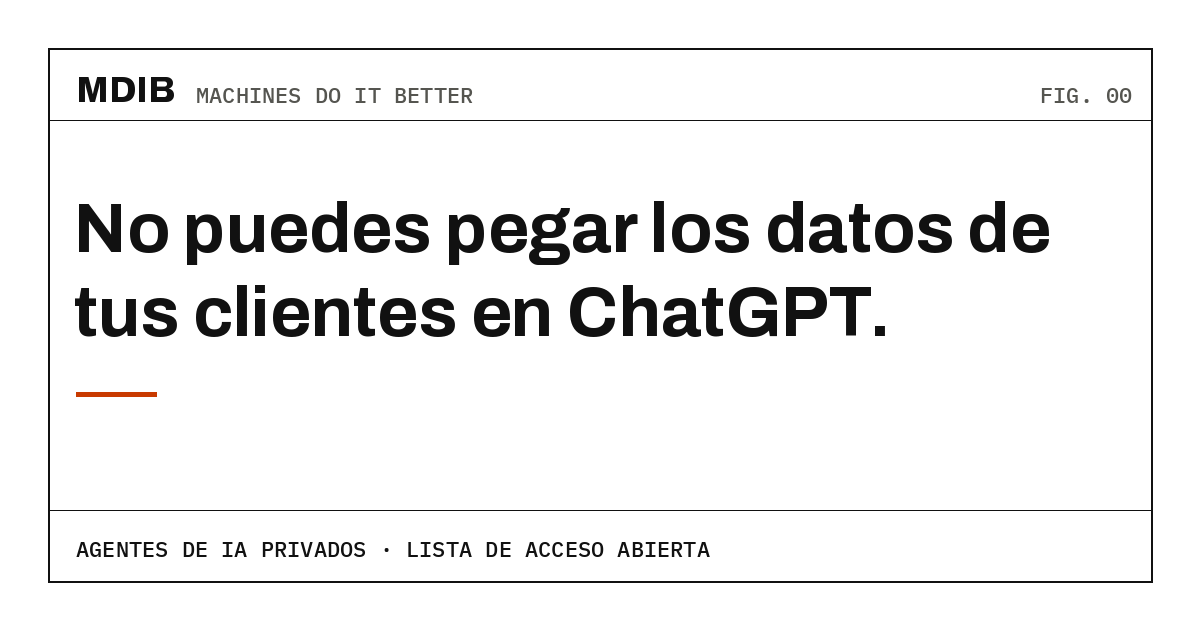 MDIB MACHINES DO IT BETTER FIG. 00
No puedes pegar los datos de
tus clientes en ChatGPT.
AGENTES DE IA PRIVADOS · LISTA DE ACCESO ABIERTA